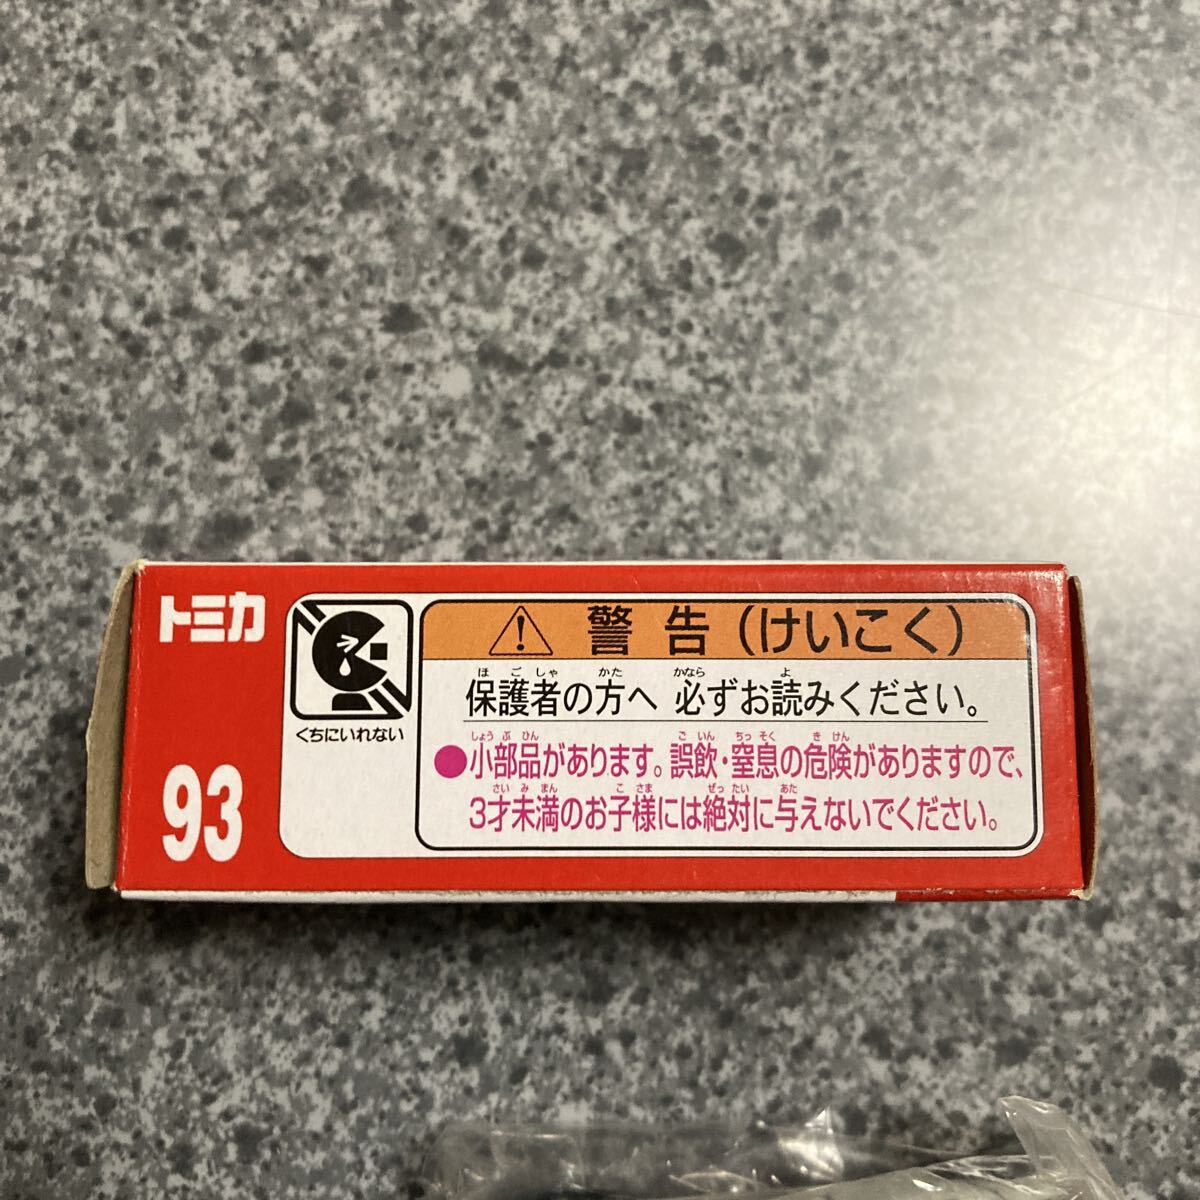 トミカ
93
くちにいれない
警告（けいこく）
ほごしゃ かた かなら よ
保護者の方へ 必ずお読みください。
しょうぶひん ごいん ちっそく きけん
●小部品があります。誤飲・窒息の危険がありますので、
さいみまん こさま ぜったい あた
3才未満のお子様には絶対に与えないでください。